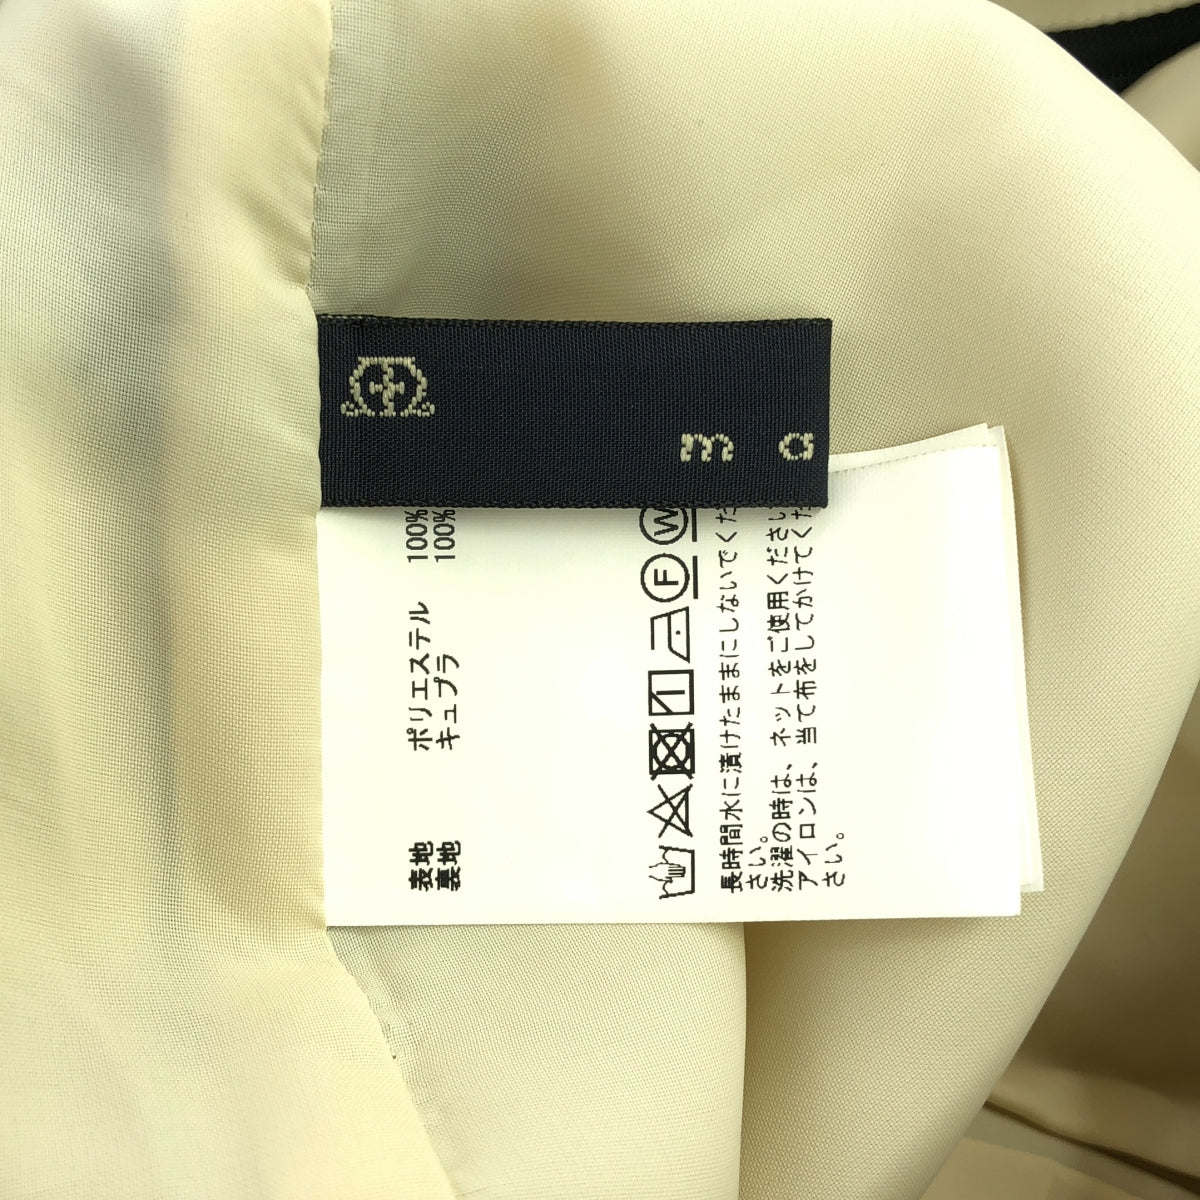 m a
表地 ポリエステル 100%
裏地 キュプラ 100%
F W
長時間水に漬けたままにしないでくだ
さい。
洗濯の時は、ネットをご使用ください
アイロンは、当て布をしてかけてくだ
さい。